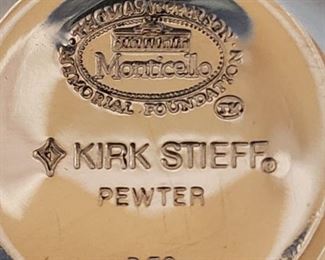 THOMAS JEFFERSON
Monticello
MEMORIAL FOUNDATION
KIRK STIEFF®
PEWTER